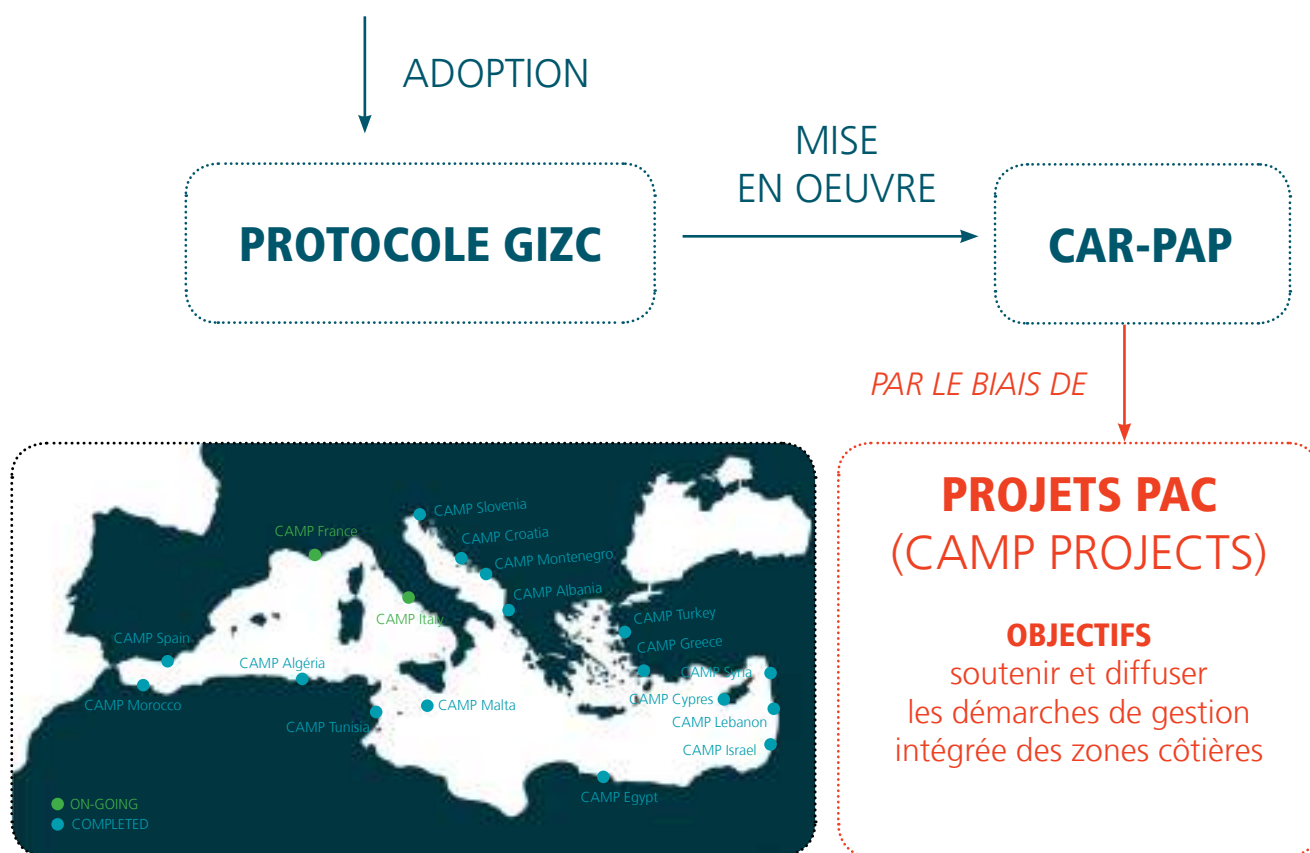 ADOPTION
MISE
EN OEUVRE
PROTOCOLE GIZC
CAR-PAP
PAR LE BIAIS DE
PROJETS PAC
(CAMP PROJECTS)
OBJECTIFS
soutenir et diffuser
les démarches de gestion
intégrée des zones côtières
CAMP Slovenia
CAMP France
CAMP Croatia
CAMP Montenegro.
CAMP Albania
CAMP Italy
CAMP Turkey
CAMP Spain
CAMP Greece
CAMP Algéria
CAMP Syria
CAMP Morocco
CAMP Malta
CAMP Cypres
CAMP Tunisia
CAMP Lebanon
CAMP Israel
CAMP Egypt
ON-GOING
COMPLETED